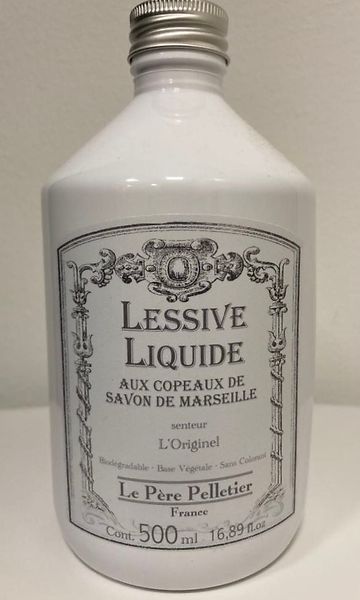 LESSIVE
LIQUIDE
AUX COPEAUX DE
SAVON DE MARSEILLE
senteur
L'Originel
Biodégradable - Base Végétale - Sans Colorant
Le Père Pelletier
France
Cont. 500 ml 16,89 fl.oz